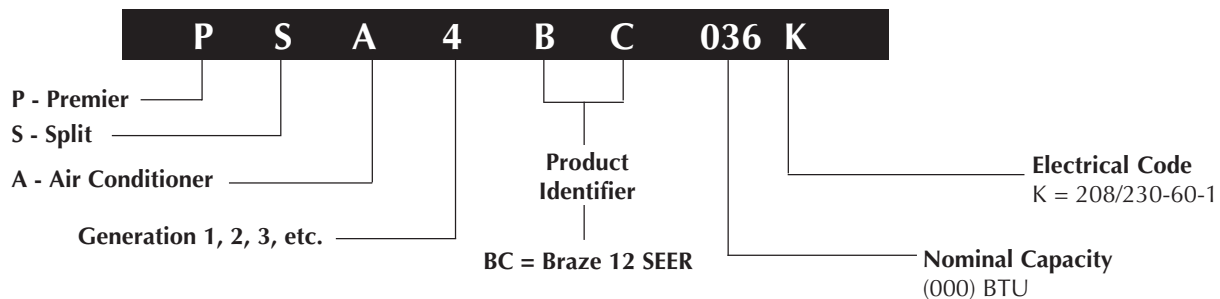 P S A 4 B C 036 K
P - Premier
S - Split
A - Air Conditioner
Generation 1, 2, 3, etc.
Product
Identifier
BC = Braze 12 SEER
Electrical Code
K = 208/230-60-1
Nominal Capacity
(000) BTU